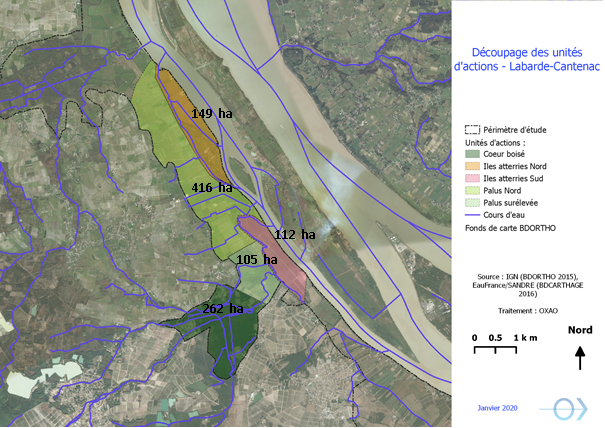 149 ha
416 ha
112 ha
105 ha
262 ha
Découpage des unités
d'actions - Labarde-Cantenac
Périmètre d'étude
Unités d'actions :
Coeur boisé
Iles atterries Nord
Iles atterries Sud
Palus Nord
Palus surélevée
Cours d'eau
Fonds de carte BDORTHO
Source : IGN (BDORTHO 2015),
EauFrance/SANDRE (BDCARTHAGE
2016)
Traitement : OXAO
Nord
0 0.5 1 km
Janvier 2020